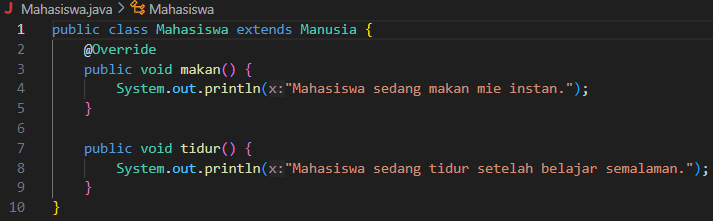 J Mahasiswa.java > Mahasiswa
1 public class Mahasiswa extends Manusia {
2     @Override
3     public void makan() {
4         System.out.println(x:"Mahasiswa sedang makan mie instan.");
5     }
6
7     public void tidur() {
8         System.out.println(x:"Mahasiswa sedang tidur setelah belajar semalaman.");
9     }
10 }